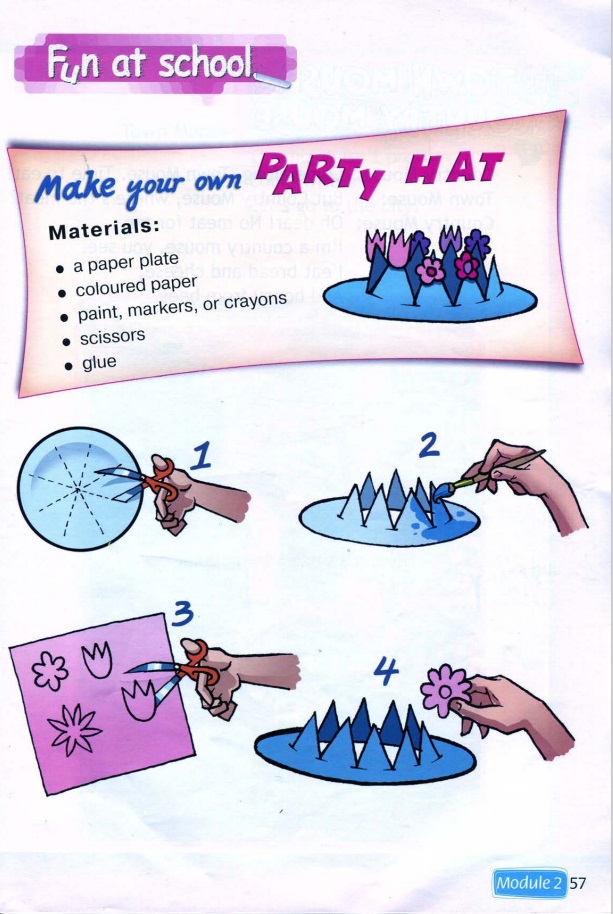 Fun at school
Make your own PARTY HAT
Materials:
• a paper plate
• coloured paper
• paint, markers, or crayons
• scissors
• glue
1
2
3
4
Module 2 57